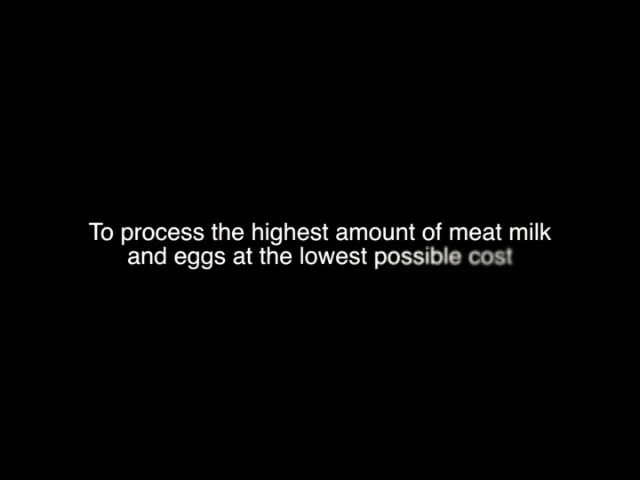 To process the highest amount of meat milk
and eggs at the lowest possible cost